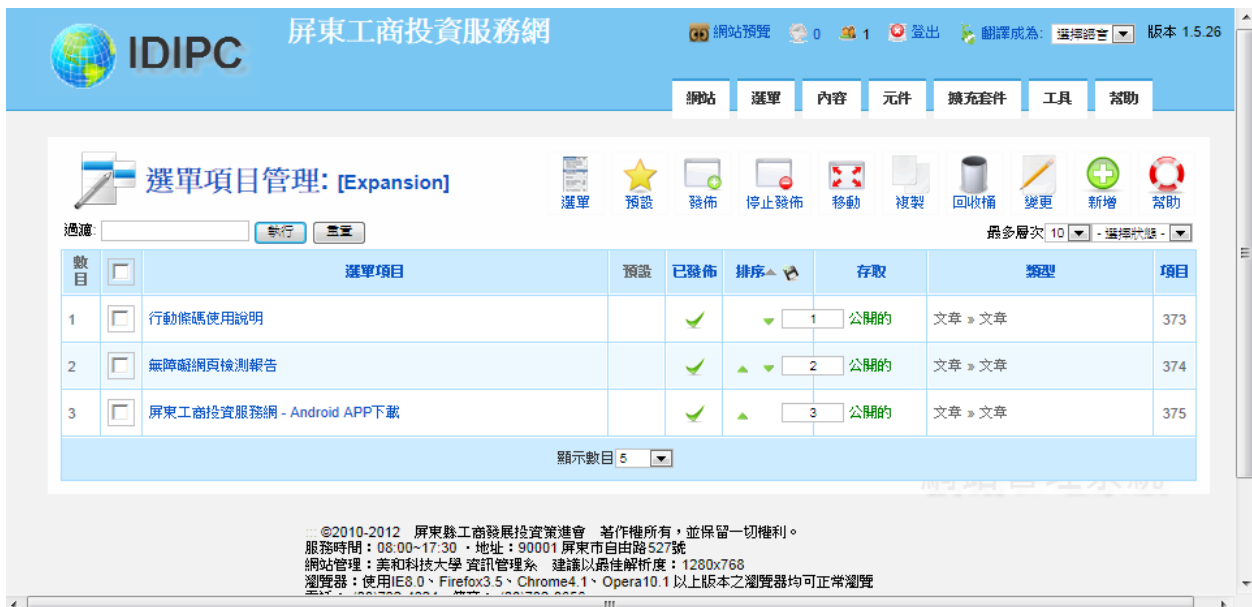 IDIPC
屏東工商投資服務網
網站預覽 0 1 登出 翻譯成為: 選擇語言 版本 1.5.26
網站 選單 內容 元件 擴充套件 工具 幫助
選單項目管理: [Expansion]
選單 預設 發佈 停止發佈 移動 複製 回收桶 變更 新增 幫助
過濾: 執行 重置 最多層次 10 - 選擇狀態 -
數目 選單項目 預設 已發佈 排序 存取 類型 項目
1 行動條碼使用說明 1 公開的 文章 » 文章 373
2 無障礙網頁檢測報告 2 公開的 文章 » 文章 374
3 屏東工商投資服務網 - Android APP下載 3 公開的 文章 » 文章 375
顯示數目 5
©2010-2012 屏東縣工商發展投資策進會 著作權所有，並保留一切權利。
服務時間：08:00~17:30 ‧地址：90001 屏東市自由路527號
網站管理：美和科技大學 資訊管理系 建議以最佳解析度：1280x768
瀏覽器：使用IE8.0、Firefox3.5、Chrome4.1、Opera10.1 以上版本之瀏覽器均可正常瀏覽